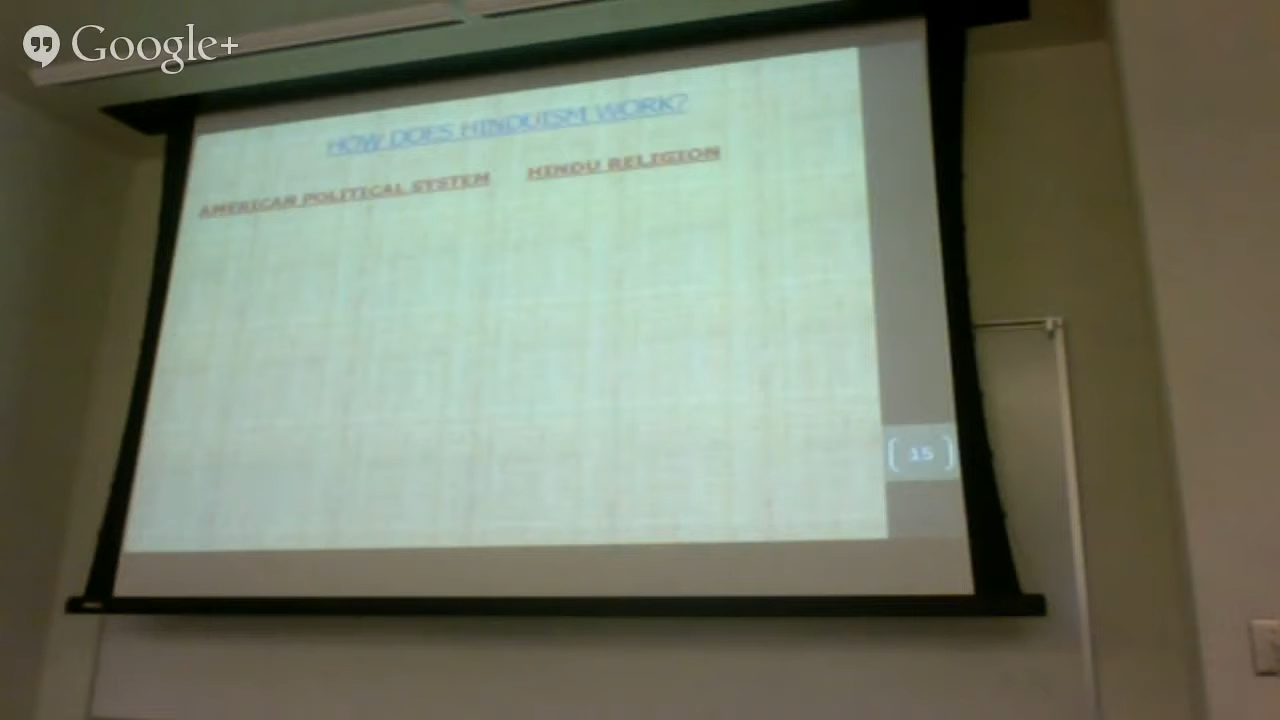 Google+
HOW DOES HINDUISM WORK?
AMERICAN POLITICAL SYSTEM
HINDU RELIGION
15